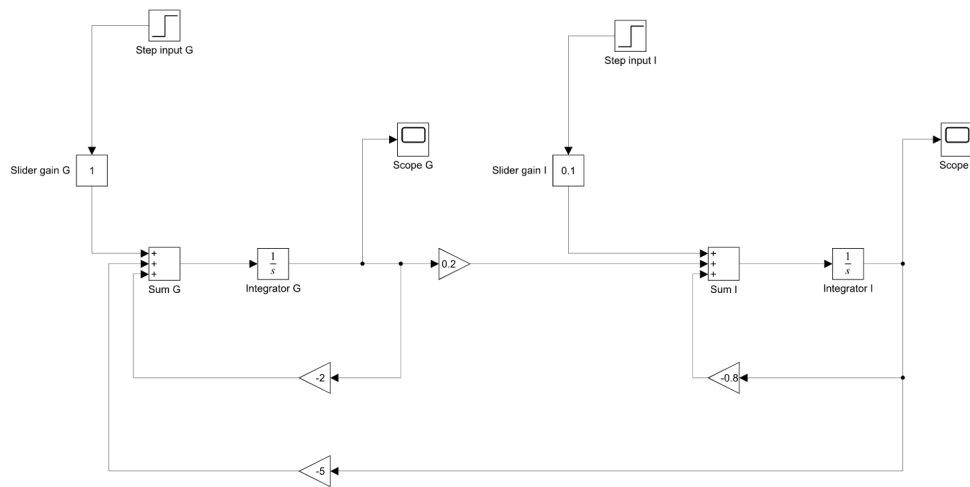 Step input G
Step input I
Slider gain G
1
Scope G
Slider gain I
0.1
Scope
+
+
+
Sum G
1
s
Integrator G
0.2
+
+
+
Sum I
1
s
Integrator I
-2
-0.8
-5